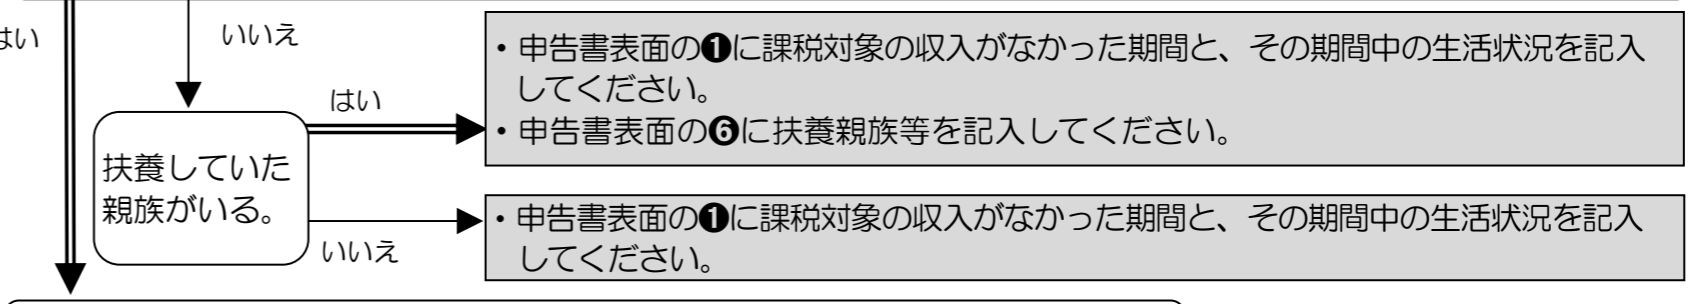 はい
いいえ
・申告書表面の❶に課税対象の収入がなかった期間と、その期間中の生活状況を記入
してください。
・申告書表面の❻に扶養親族等を記入してください。
はい
扶養していた
親族がいる。
・申告書表面の❶に課税対象の収入がなかった期間と、その期間中の生活状況を記入
してください。
いいえ